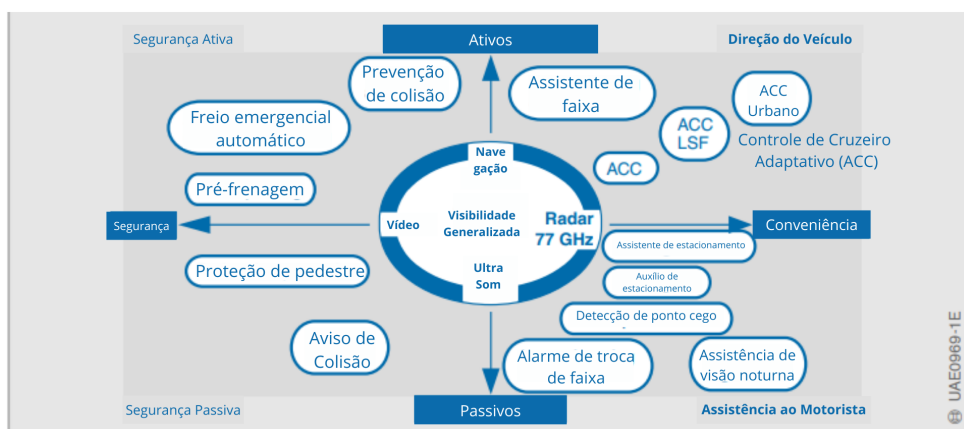 Segurança Ativa
Ativos
Direção do Veículo
Prevenção
de colisão
Assistente de
faixa
ACC
Urbano
Freio emergencial
automático
ACC
LSF
Controle de Cruzeiro
Adaptativo (ACC)
Nave
gação
ACC
Pré-frenagem
Segurança
Vídeo
Visibilidade
Generalizada
Radar
77 GHz
Conveniência
Assistente de estacionamento
Proteção de pedestre
Ultra
Som
Auxílio de
estacionamento
Detecção de ponto cego
Aviso de
Colisão
Alarme de troca
de faixa
Assistência de
visão noturna
Segurança Passiva
Passivos
Assistência ao Motorista
UAE0969-1E